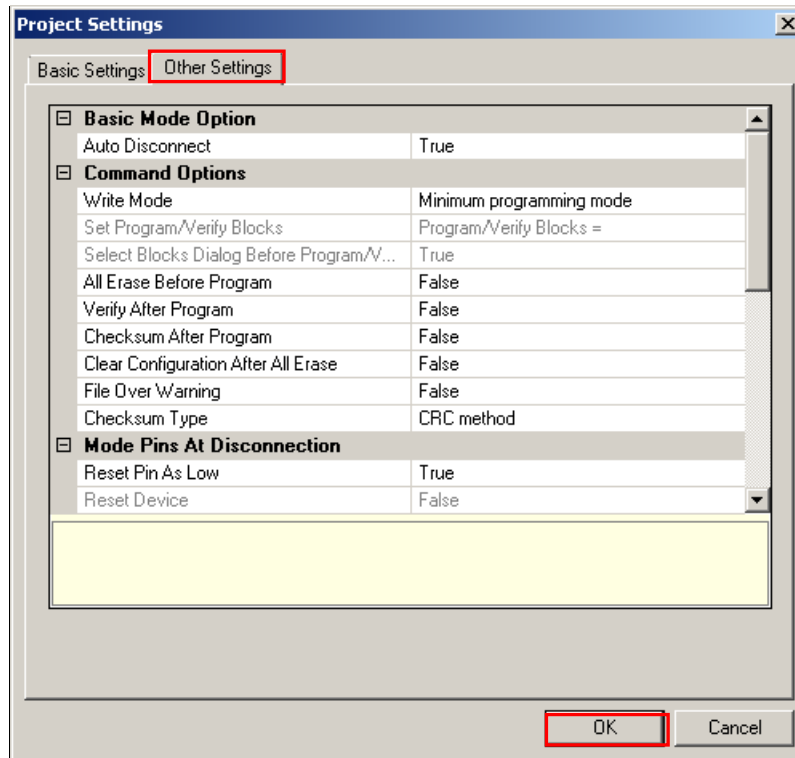 Project Settings
Basic Settings Other Settings
Basic Mode Option
Auto Disconnect True
Command Options
Write Mode Minimum programming mode
Set Program/Verify Blocks Program/Verify Blocks =
Select Blocks Dialog Before Program/V... True
All Erase Before Program False
Verify After Program False
Checksum After Program False
Clear Configuration After All Erase False
File Over Warning False
Checksum Type CRC method
Mode Pins At Disconnection
Reset Pin As Low True
Reset Device False
OK Cancel